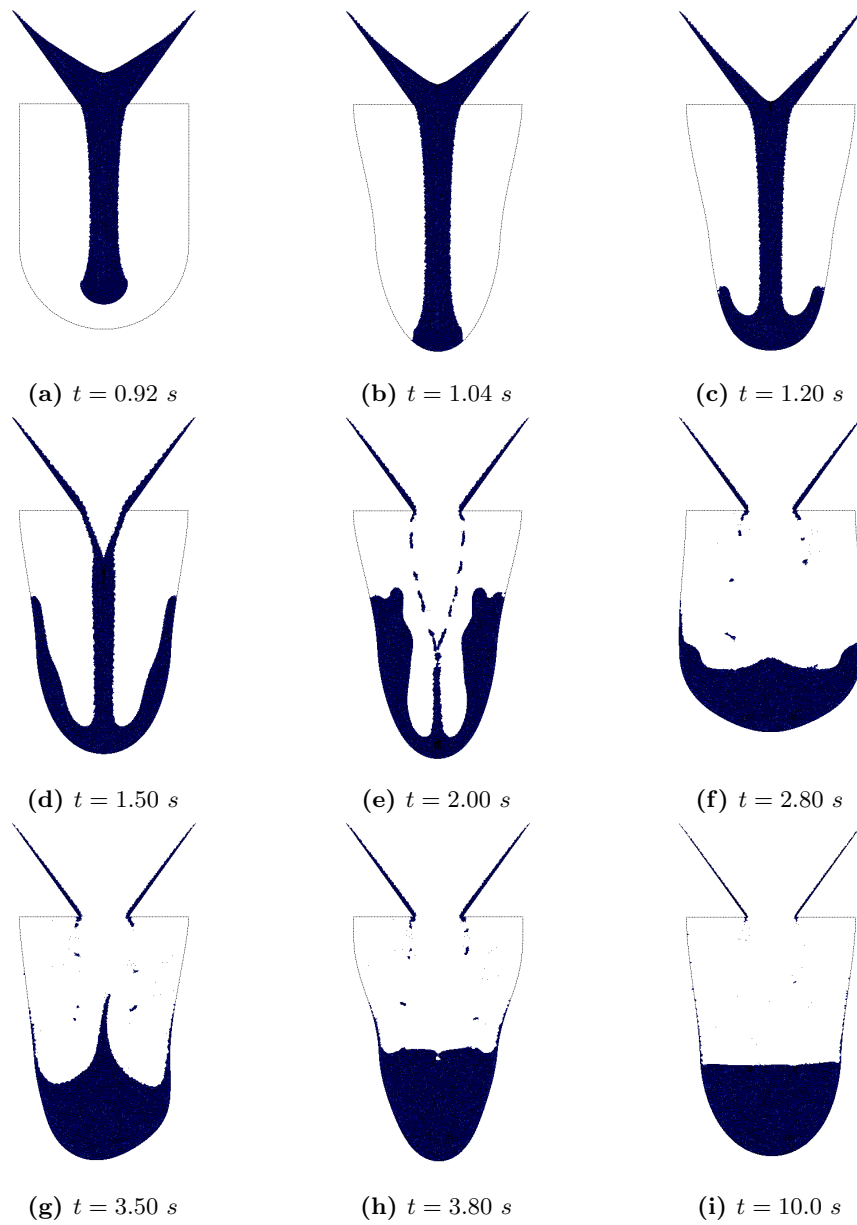 (a) t = 0.92 s
(b) t = 1.04 s
(c) t = 1.20 s
(d) t = 1.50 s
(e) t = 2.00 s
(f) t = 2.80 s
(g) t = 3.50 s
(h) t = 3.80 s
(i) t = 10.0 s